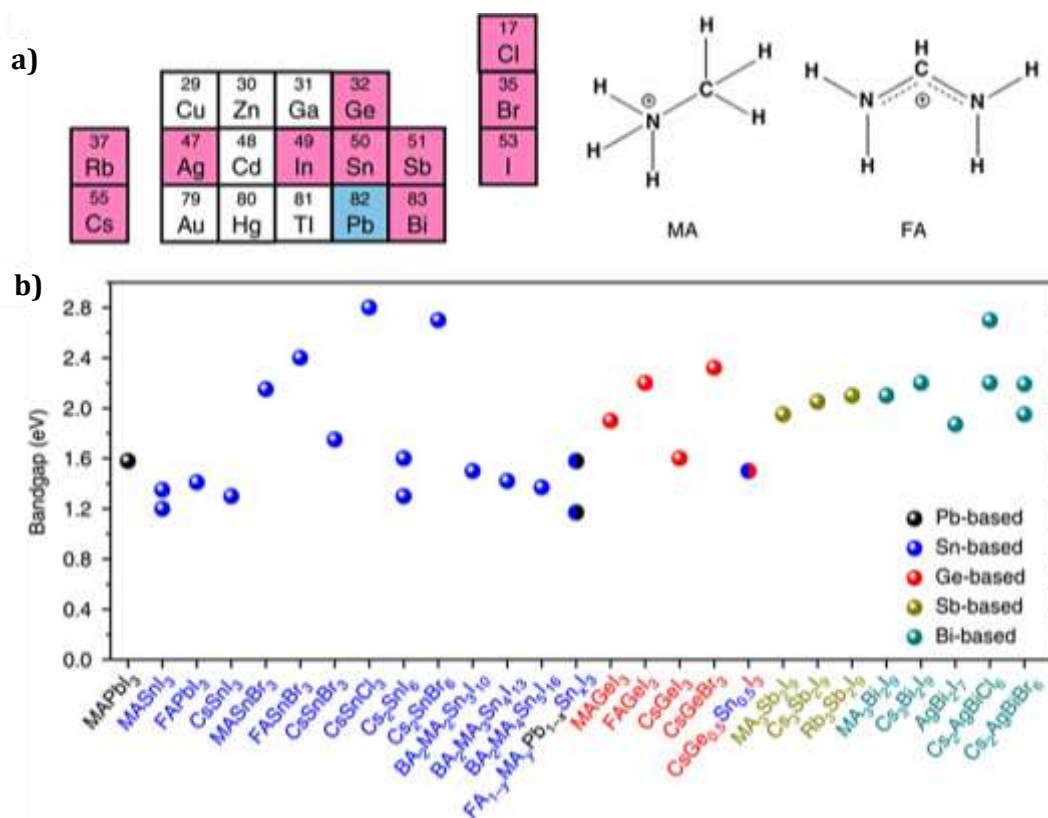 a)
29 30 31 32
Cu Zn Ga Ge
37 47 48 49 50 51
Rb Ag Cd In Sn Sb
55 79 80 81 82 83
Cs Au Hg Tl Pb Bi
17
Cl
35
Br
53
I
H H
H C
⊕ H
N
H H
H
MA
H
H C H
N ⊕ N
H H
FA
b)
Bandgap (eV)
2.8
2.4
2.0
1.6
1.2
0.8
0.4
0.0
Pb-based
Sn-based
Ge-based
Sb-based
Bi-based
MAPbI₃
MASnI₃
FAPbI₃
CsSnI₃
MASnBr₃
FASnBr₃
CsSnBr₃
CsSnCl₃
Cs₂SnI₆
Cs₂SnBr₆
BA₂MA₂Sn₃I₁₀
BA₂MA₃Sn₄I₁₃
FA₁₋yMAyPb₁₋ₓSnₓI₃
MAGeI₃
FAGeI₃
CsGeI₃
CsGeBr₃
CsGe₀.₅Sn₀.₅I₃
MA₃Sb₂I₉
Cs₃Sb₂I₉
Rb₃Sb₂I₉
MA₃Bi₂I₉
Cs₃Bi₂I₉
AgBi₂I₇
Cs₂AgBiCl₆
Cs₂AgBiBr₆